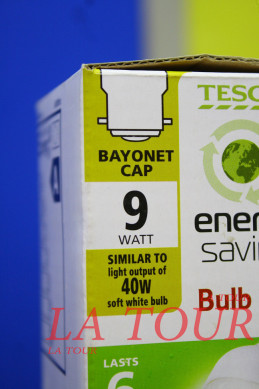 TESC
BAYONET
CAP
9
WATT
SIMILAR TO
light output of
40W
soft white bulb
ener
savin
Bulb
LA TOUR
LA TOUR
LASTS
6